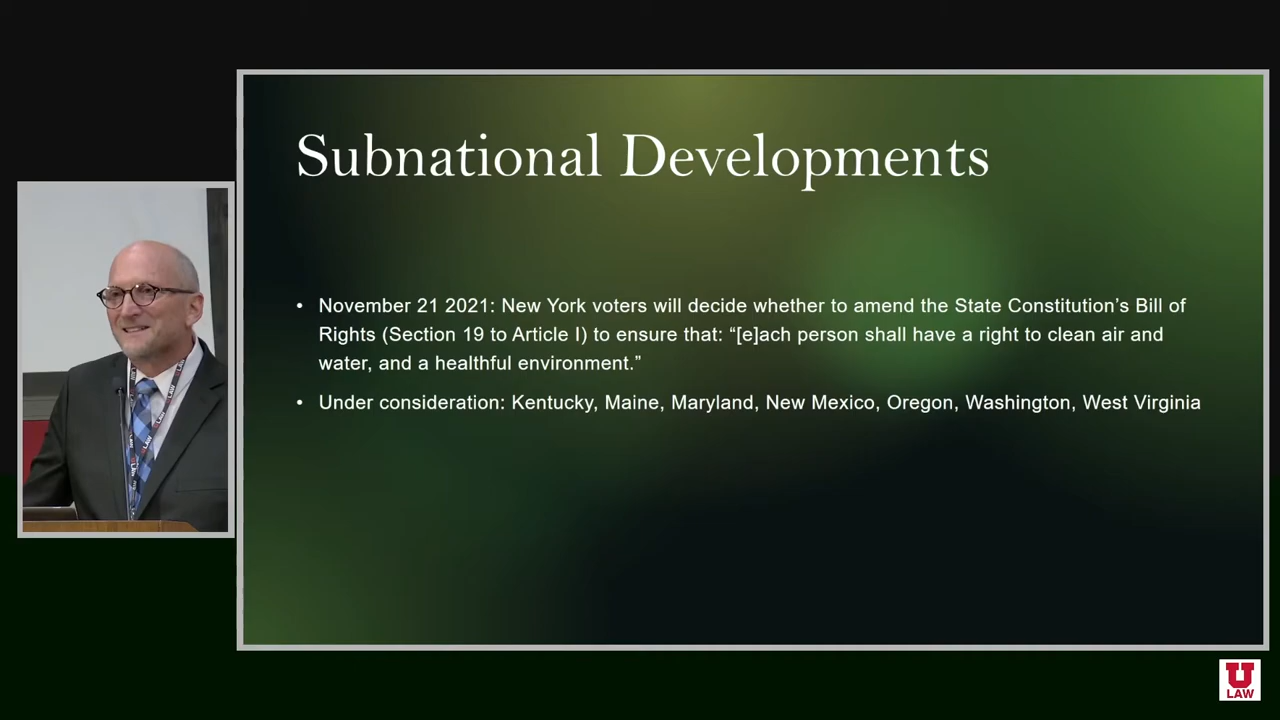 Subnational Developments
• November 21 2021: New York voters will decide whether to amend the State Constitution’s Bill of
Rights (Section 19 to Article I) to ensure that: “[e]ach person shall have a right to clean air and
water, and a healthful environment.”
• Under consideration: Kentucky, Maine, Maryland, New Mexico, Oregon, Washington, West Virginia
U
LAW